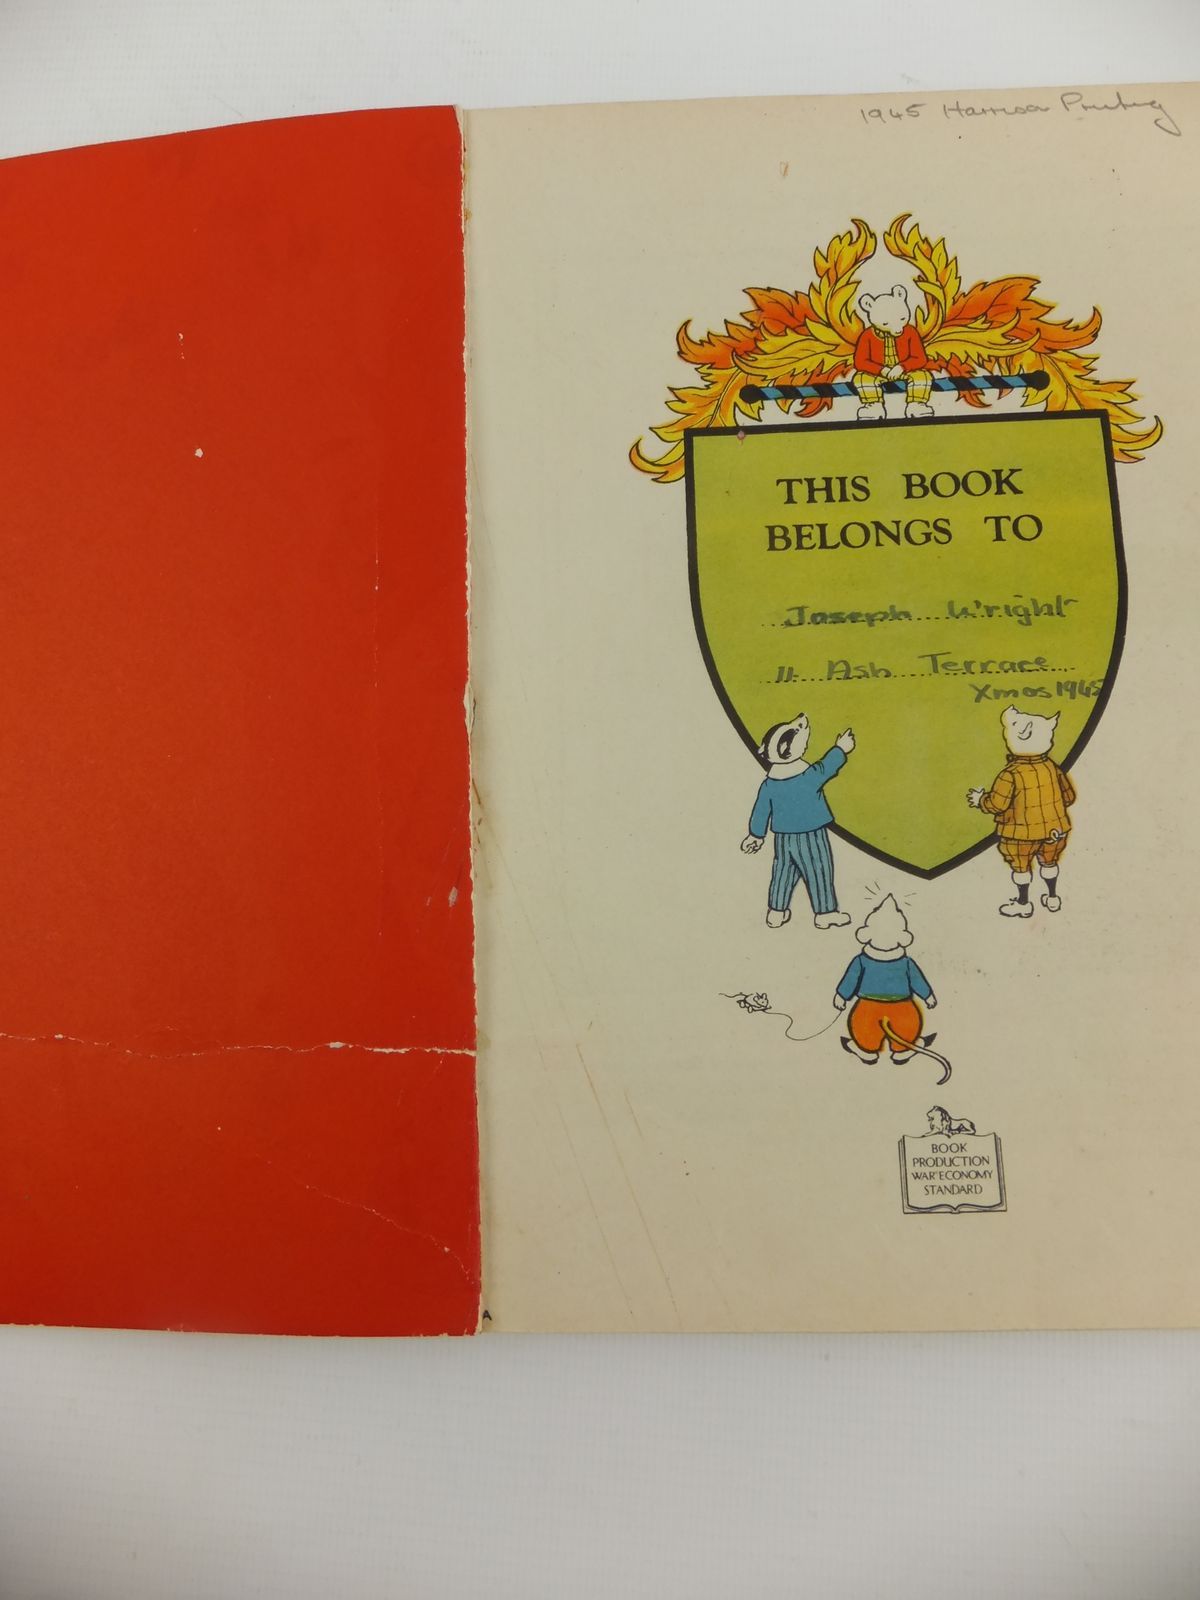 1945 Harrison Printing
THIS BOOK
BELONGS TO
Joseph Wright
11 Ash Terrace
Xmas 1945
BOOK
PRODUCTION
WAR ECONOMY
STANDARD
A